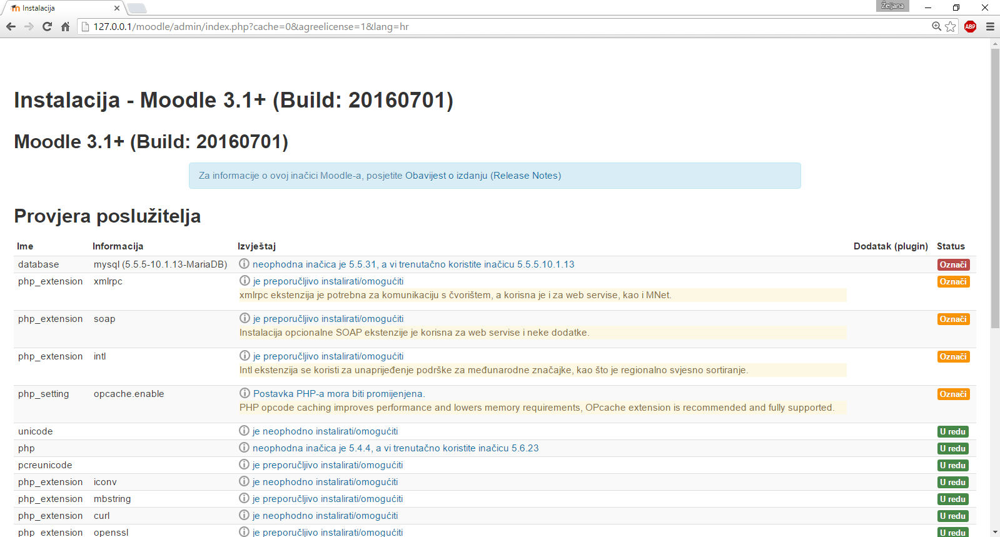 Instalacija
Željana
127.0.0.1/moodle/admin/index.php?cache=0&agreelicense=1&lang=hr
ABP
Instalacija - Moodle 3.1+ (Build: 20160701)
Moodle 3.1+ (Build: 20160701)
Za informacije o ovoj inačici Moodle-a, posjetite Obavijest o izdanju (Release Notes)
Provjera poslužitelja
Ime Informacija Izvještaj Dodatak (plugin) Status
database mysql (5.5.5-10.1.13-MariaDB) neophodna inačica je 5.5.31, a vi trenutačno koristite inačicu 5.5.5.10.1.13 Označi
php_extension xmlrpc je preporučljivo instalirati/omogućiti Označi
xmlrpc ekstenzija je potrebna za komunikaciju s čvorištem, a korisna je i za web servise, kao i MNet.
php_extension soap je preporučljivo instalirati/omogućiti Označi
Instalacija opcionalne SOAP ekstenzije je korisna za web servise i neke dodatke.
php_extension intl je preporučljivo instalirati/omogućiti Označi
Intl ekstenzija se koristi za unaprijeđenje podrške za međunarodne značajke, kao što je regionalno svjesno sortiranje.
php_setting opcache.enable Postavka PHP-a mora biti promijenjena. Označi
PHP opcode caching improves performance and lowers memory requirements, OPcache extension is recommended and fully supported.
unicode je neophodno instalirati/omogućiti U redu
php neophodna inačica je 5.4.4, a vi trenutačno koristite inačicu 5.6.23 U redu
pcreunicode je preporučljivo instalirati/omogućiti U redu
php_extension iconv je neophodno instalirati/omogućiti U redu
php_extension mbstring je preporučljivo instalirati/omogućiti U redu
php_extension curl je neophodno instalirati/omogućiti U redu
php_extension openssl je preporučljivo instalirati/omogućiti U redu